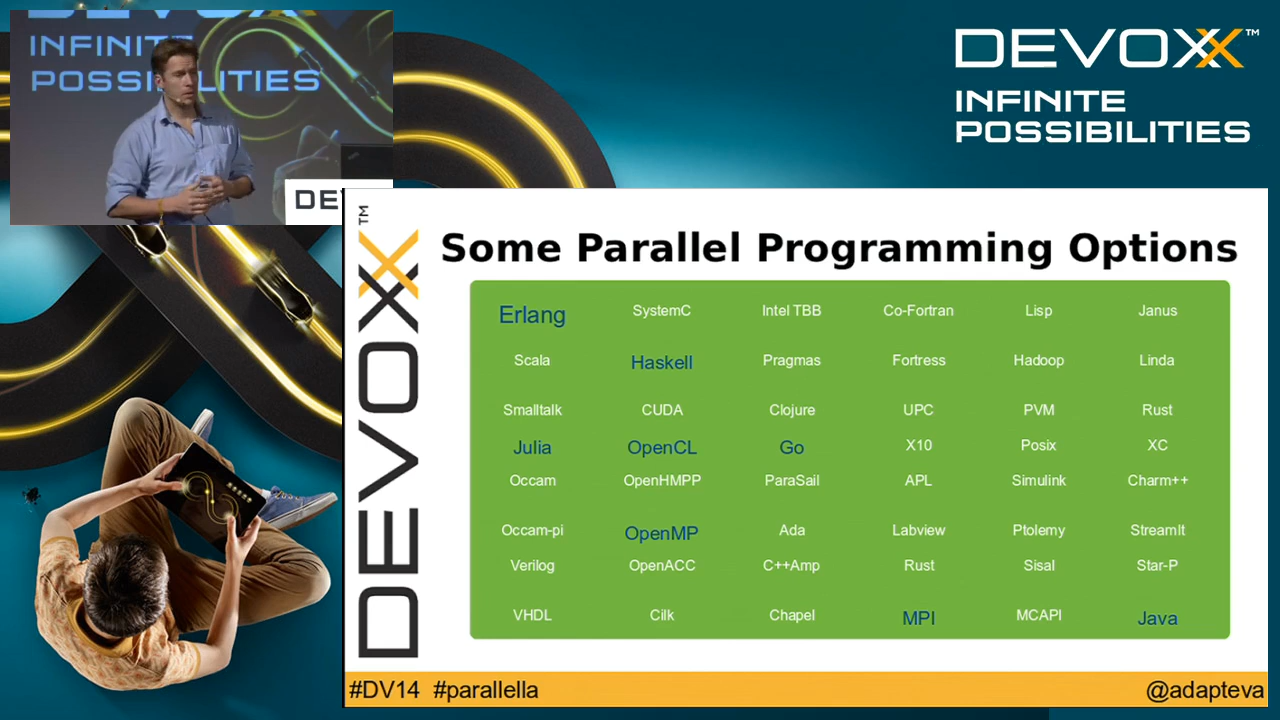 DEVOXX
INFINITE
POSSIBILITIES
DEVOXX™
INFINITE
POSSIBILITIES
DE
DEVOXX™
Some Parallel Programming Options
Erlang SystemC Intel TBB Co-Fortran Lisp Janus
Scala Haskell Pragmas Fortress Hadoop Linda
Smalltalk CUDA Clojure UPC PVM Rust
Julia OpenCL Go X10 Posix XC
Occam OpenHMPP ParaSail APL Simulink Charm++
Occam-pi OpenMP Ada Labview Ptolemy StreamIt
Verilog OpenACC C++Amp Rust Sisal Star-P
VHDL Cilk Chapel MPI MCAPI Java
#DV14 #parallella @adapteva